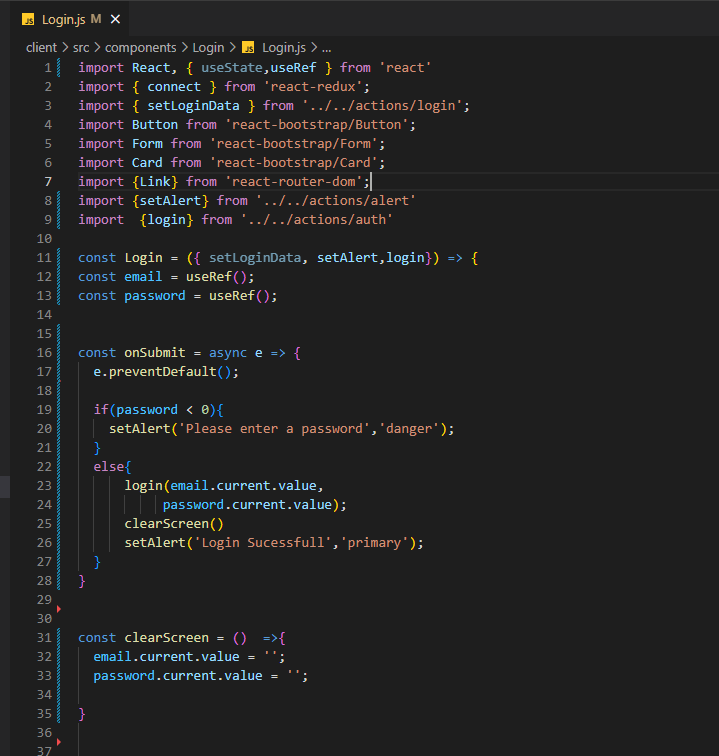 JS Login.js M ×
client > src > components > Login > JS Login.js > ...
1 import React, { useState,useRef } from 'react'
2 import { connect } from 'react-redux';
3 import { setLoginData } from '../../actions/login';
4 import Button from 'react-bootstrap/Button';
5 import Form from 'react-bootstrap/Form';
6 import Card from 'react-bootstrap/Card';
7 import {Link} from 'react-router-dom';
8 import {setAlert} from '../../actions/alert'
9 import  {login} from '../../actions/auth'
10
11 const Login = ({ setLoginData, setAlert,login}) => {
12 const email = useRef();
13 const password = useRef();
14
15
16 const onSubmit = async e => {
17   e.preventDefault();
18
19   if(password < 0){
20     setAlert('Please enter a password','danger');
21   }
22   else{
23       login(email.current.value,
24            password.current.value);
25       clearScreen()
26       setAlert('Login Sucessfull','primary');
27   }
28 }
29
30
31 const clearScreen = ()  =>{
32   email.current.value = '';
33   password.current.value = '';
34
35 }
36
37